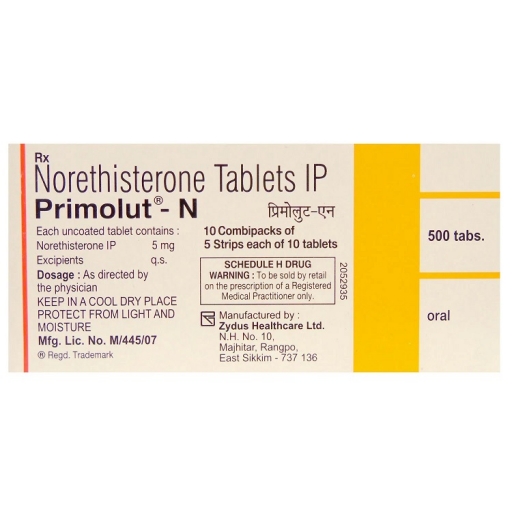 Rx
Norethisterone Tablets IP
Primolut®- N प्रिमोलुट-एन
Each uncoated tablet contains :
Norethisterone IP 5 mg
Excipients q.s.
Dosage : As directed by
the physician
KEEP IN A COOL DRY PLACE
PROTECT FROM LIGHT AND
MOISTURE
Mfg. Lic. No. M/445/07
® Regd. Trademark
10 Combipacks of
5 Strips each of 10 tablets
SCHEDULE H DRUG
WARNING : To be sold by retail
on the prescription of a Registered
Medical Practitioner only.
2052935
Manufactured by :
Zydus Healthcare Ltd.
N.H. No. 10,
Majhitar, Rangpo,
East Sikkim - 737 136
500 tabs.
oral